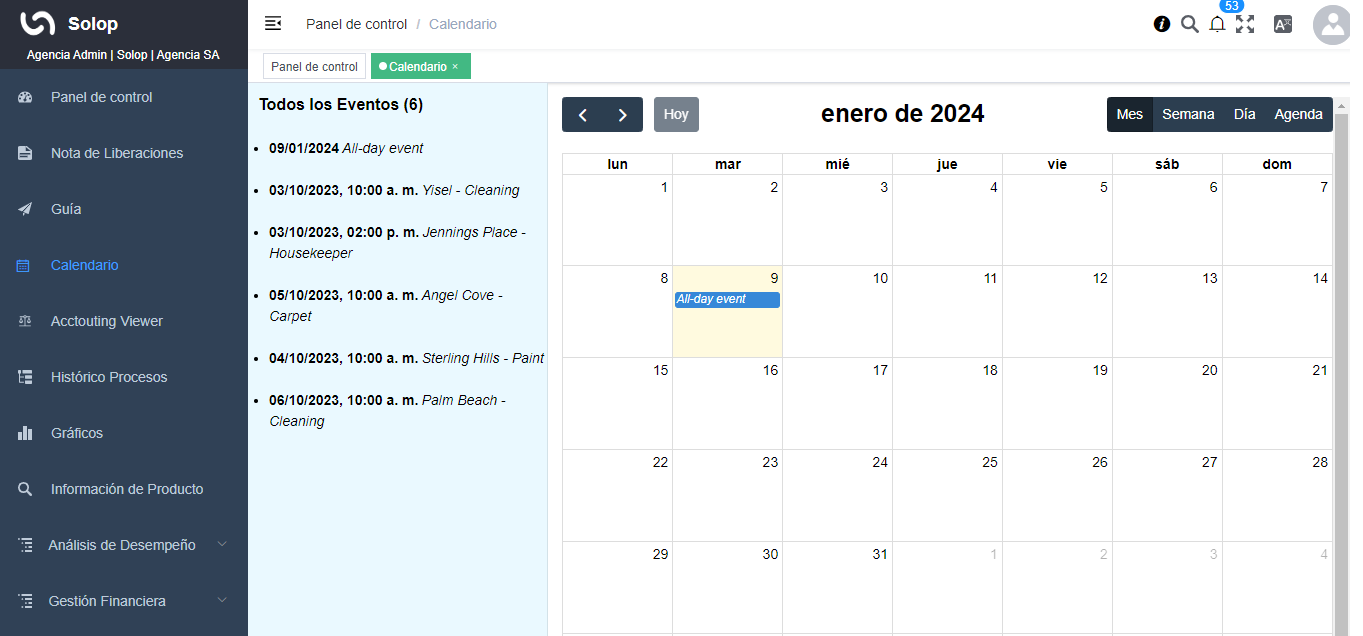 Solop
Agencia Admin | Solop | Agencia SA
Panel de control
Nota de Liberaciones
Guía
Calendario
Acctouting Viewer
Histórico Procesos
Gráficos
Información de Producto
Análisis de Desempeño
Gestión Financiera
Panel de control / Calendario
53
Panel de control
Calendario ×
Todos los Eventos (6)
09/01/2024 All-day event
03/10/2023, 10:00 a. m. Yisel - Cleaning
03/10/2023, 02:00 p. m. Jennings Place -
Housekeeper
05/10/2023, 10:00 a. m. Angel Cove -
Carpet
04/10/2023, 10:00 a. m. Sterling Hills - Paint
06/10/2023, 10:00 a. m. Palm Beach -
Cleaning
Hoy
enero de 2024
Mes Semana Día Agenda
lun mar mié jue vie sáb dom
1 2 3 4 5 6 7
8 9 10 11 12 13 14
All-day event
15 16 17 18 19 20 21
22 23 24 25 26 27 28
29 30 31 1 2 3 4